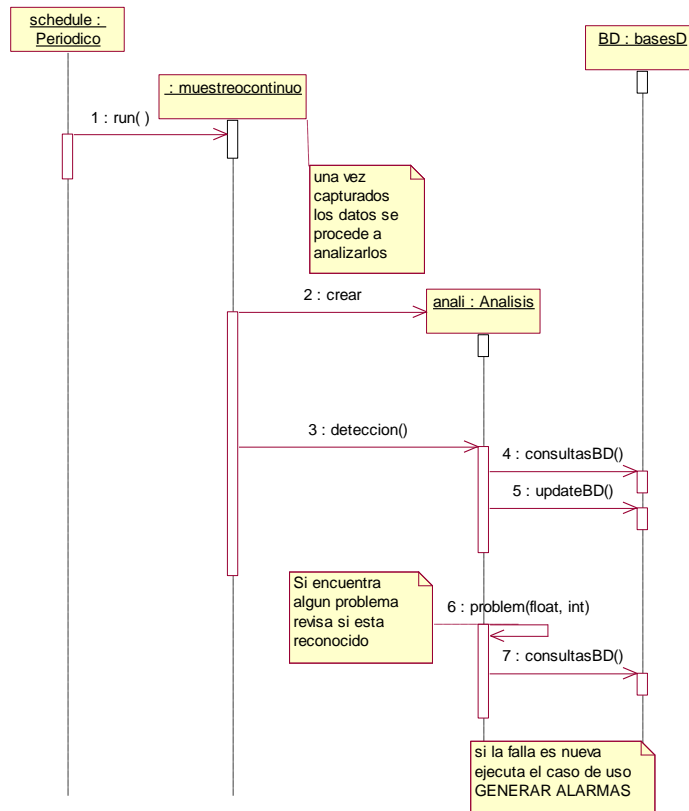 schedule :
Periodico
BD : basesD
: muestreocontinuo
1 : run( )
una vez
capturados
los datos se
procede a
analizarlos
2 : crear
anali : Analisis
3 : deteccion()
4 : consultasBD()
5 : updateBD()
Si encuentra
algun problema
revisa si esta
reconocido
6 : problem(float, int)
7 : consultasBD()
si la falla es nueva
ejecuta el caso de uso
GENERAR ALARMAS